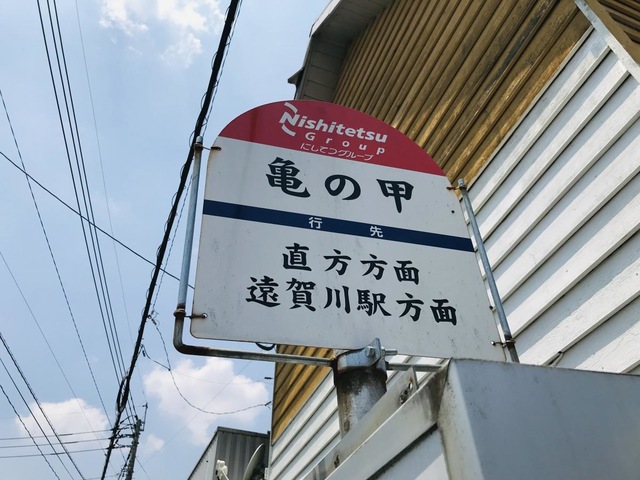 Nishitetsu
Group
にしてつグループ
亀の甲
行先
直方方面
遠賀川駅方面